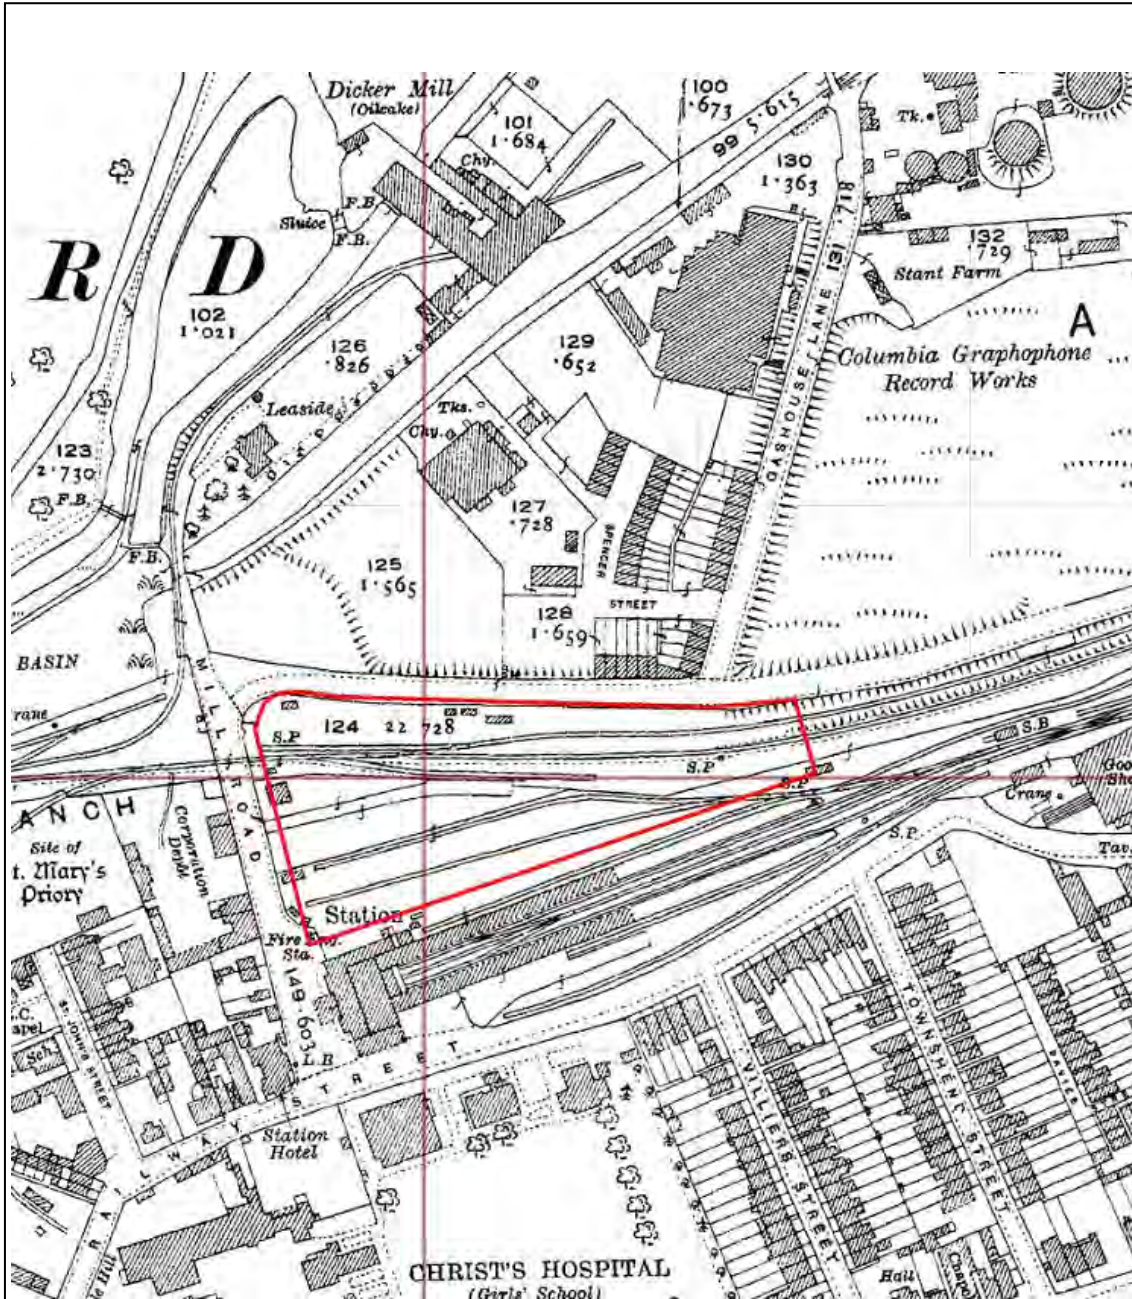 Dicker Mill
(Oilcake)
100
.673
101
1.684
Chy.
99 5.615
130
1.363
Tk.
F.B.
Sluice
F.B.
R D
GASHOUSE LANE 131 .718
132
.729
Stant Farm
102
1.021
126
.826
129
.652
A
Columbia Graphophone
Record Works
Leaside
Tks.
Chy.
123
2.730
F.B.
127
.728
SPENCER
STREET
F.B.
125
1.565
128
1.659
BASIN
MILL ROAD
S.P
124 22.728
S.B
S.P
S.P
Crane
ANCH
Corporation
Depôt
Site of
t. Mary's
Priory
S.P.
Tav.
Station
Fire Eng.
Sta.
149 .603
L.B
ST. JOHN'S STREET
Sch.
RAILWAY STREET
Station
Hotel
VILLIERS STREET
TOWNSHEND STREET
DAVIES
CHRIST'S HOSPITAL
(Girls' School)
Hall